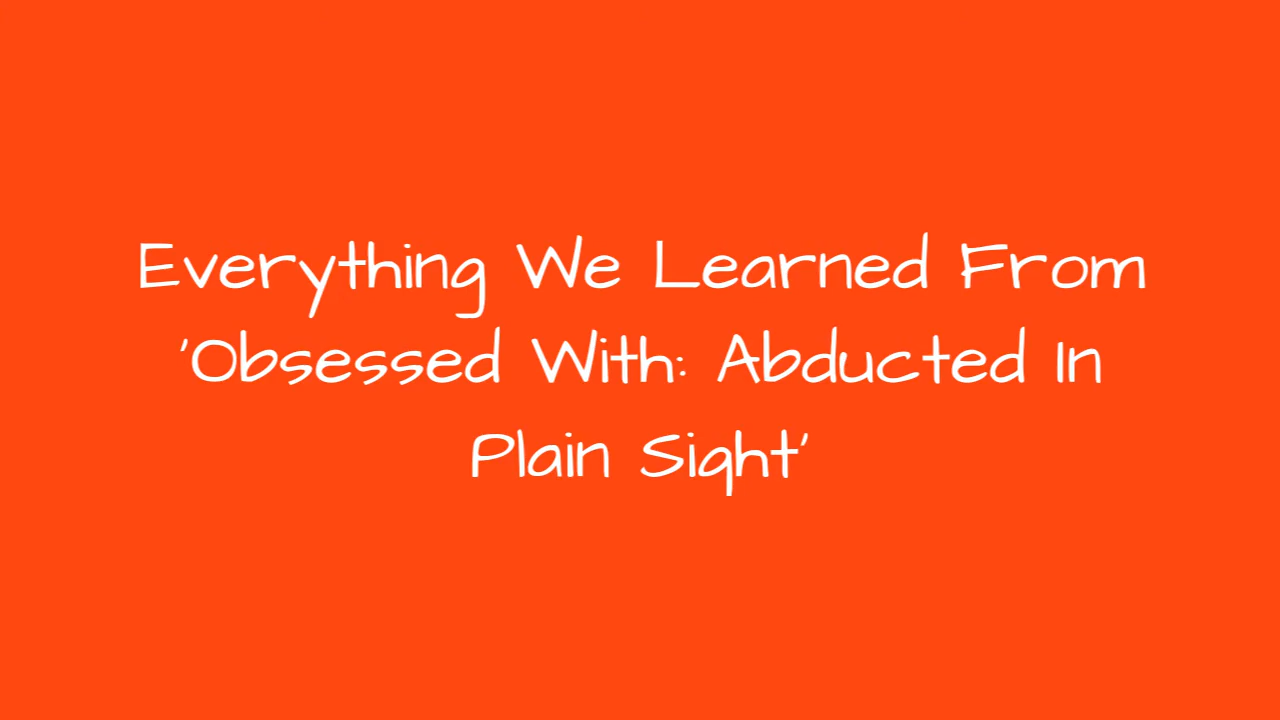 Everything We Learned From
'Obsessed With: Abducted In
Plain Sight'